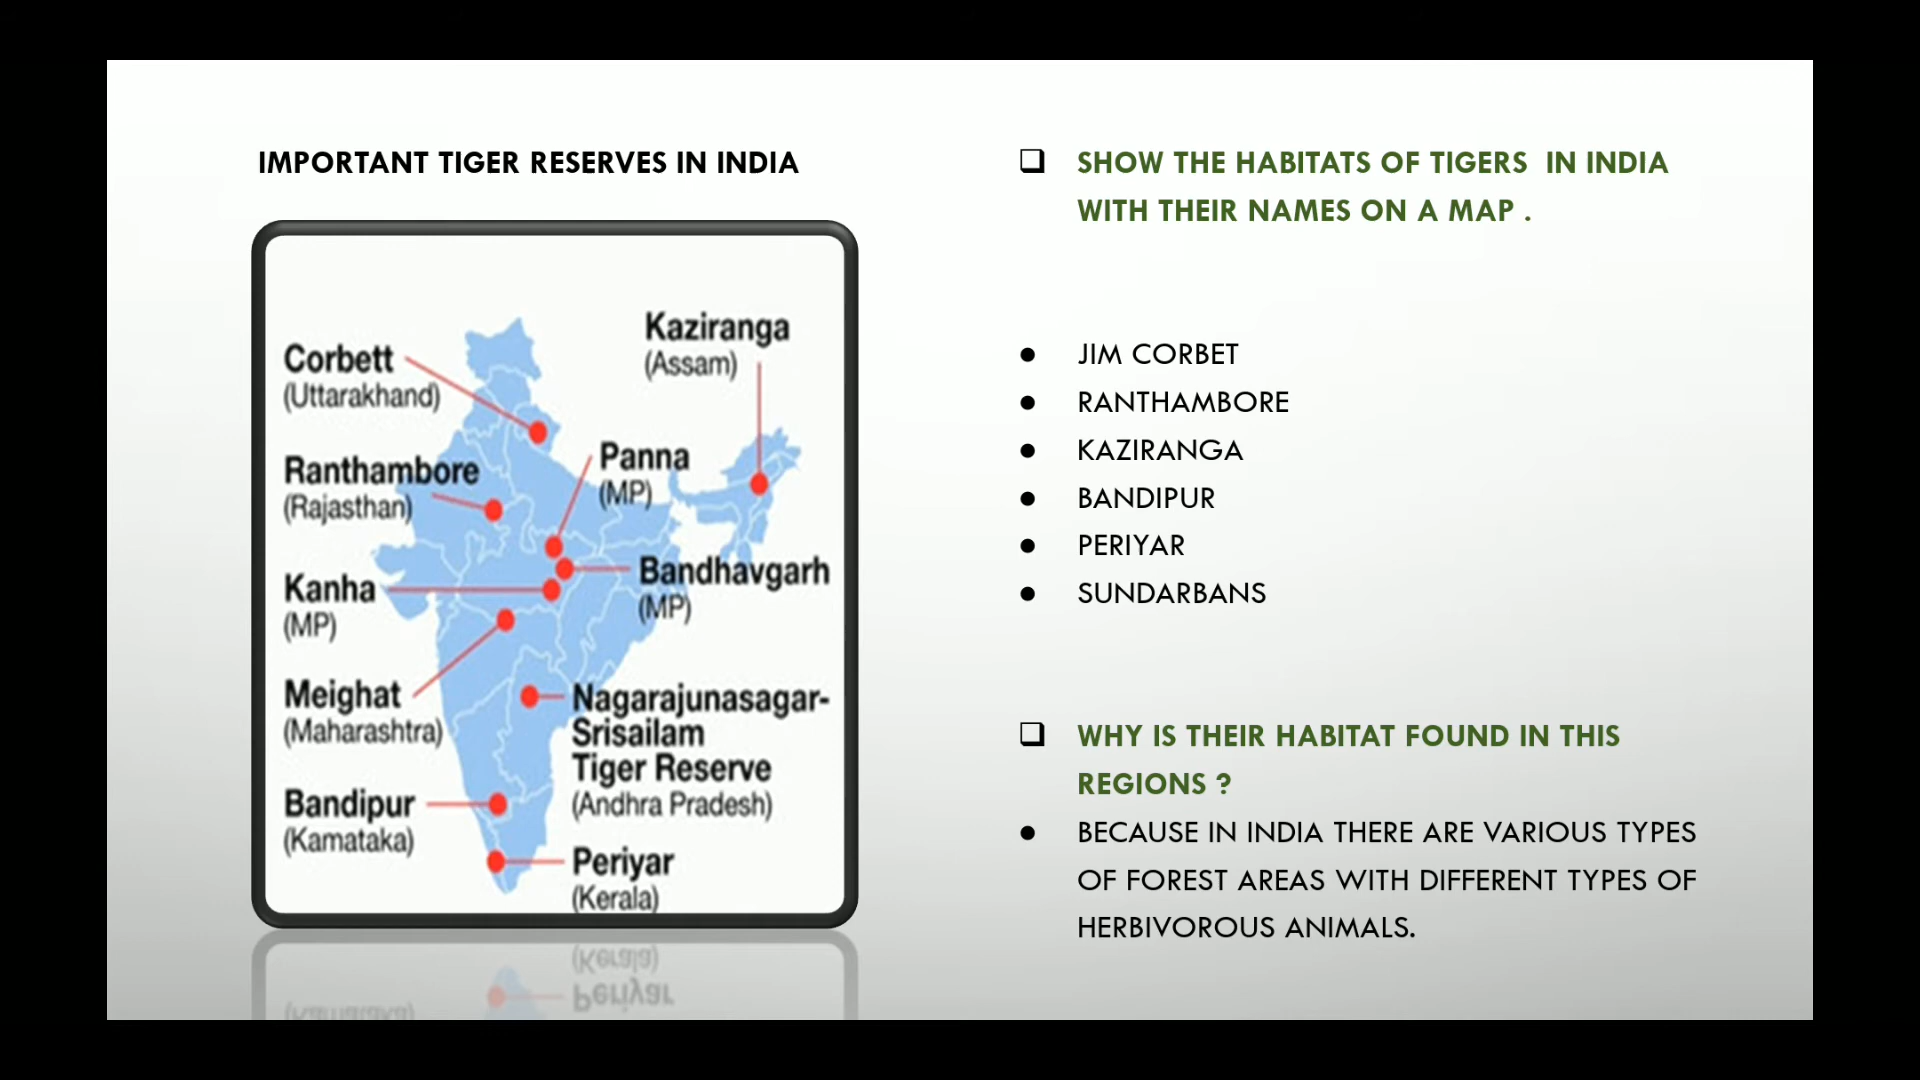 IMPORTANT TIGER RESERVES IN INDIA
Kaziranga
(Assam)
Corbett
(Uttarakhand)
Panna
(MP)
Ranthambore
(Rajasthan)
Bandhavgarh
(MP)
Kanha
(MP)
Meighat
(Maharashtra)
Nagarajunasagar-
Srisailam
Tiger Reserve
(Andhra Pradesh)
Bandipur
(Kamataka)
Periyar
(Kerala)
❑ SHOW THE HABITATS OF TIGERS IN INDIA
WITH THEIR NAMES ON A MAP .
● JIM CORBET
● RANTHAMBORE
● KAZIRANGA
● BANDIPUR
● PERIYAR
● SUNDARBANS
❑ WHY IS THEIR HABITAT FOUND IN THIS
REGIONS ?
● BECAUSE IN INDIA THERE ARE VARIOUS TYPES
OF FOREST AREAS WITH DIFFERENT TYPES OF
HERBIVOROUS ANIMALS.